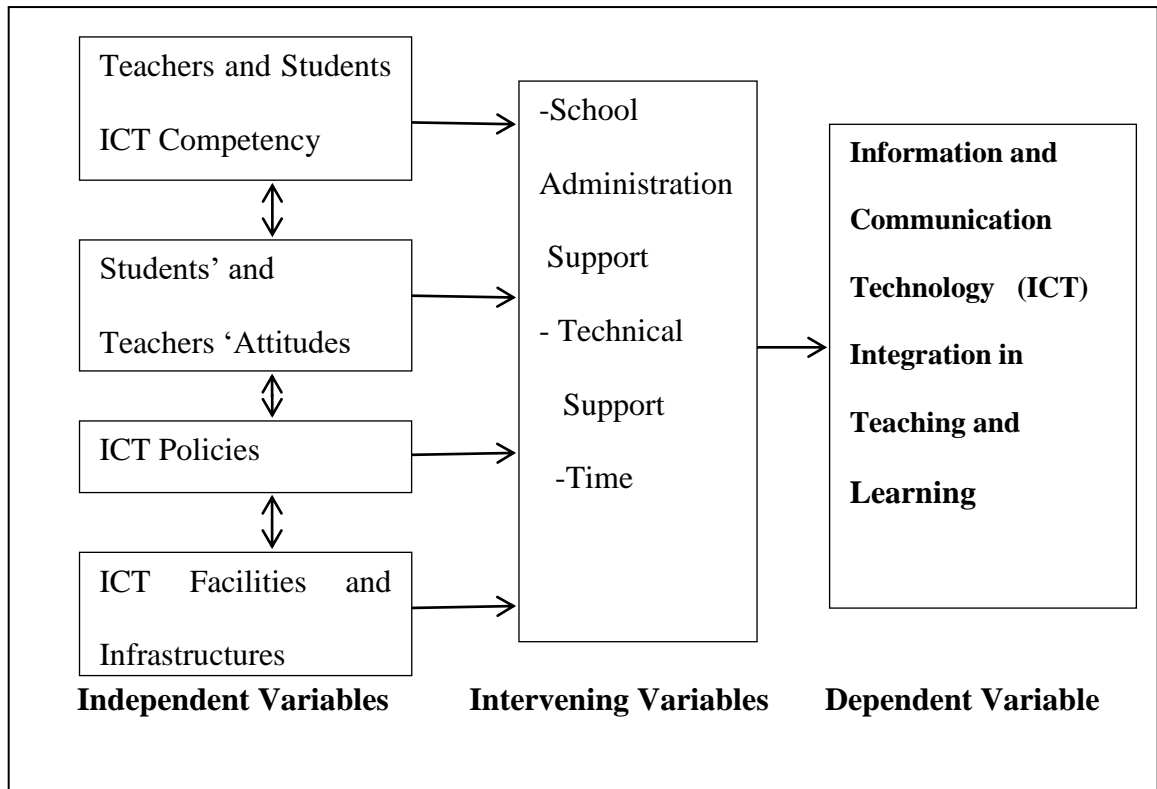 Teachers and Students
ICT Competency
Students’ and
Teachers ‘Attitudes
ICT Policies
ICT Facilities and
Infrastructures
Independent Variables
-School
Administration
Support
- Technical
Support
-Time
Intervening Variables
Information and
Communication
Technology (ICT)
Integration in
Teaching and
Learning
Dependent Variable